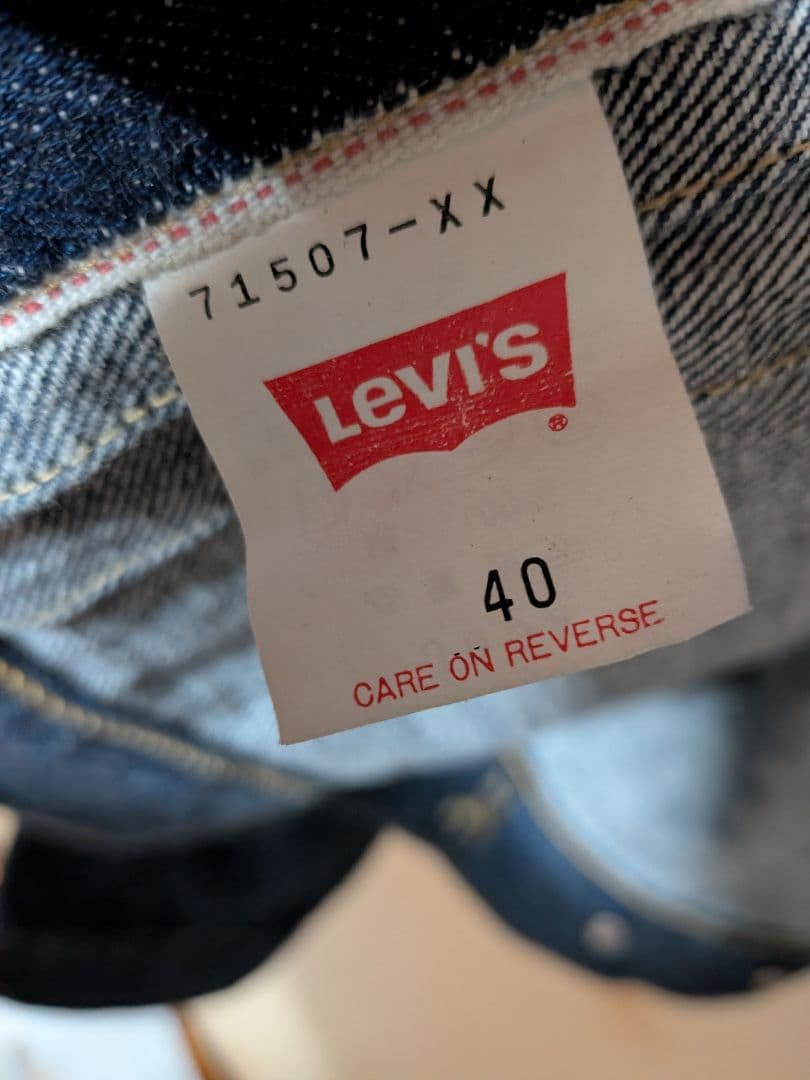 71507-XX
LEVI'S
®
40
CARE ON REVERSE